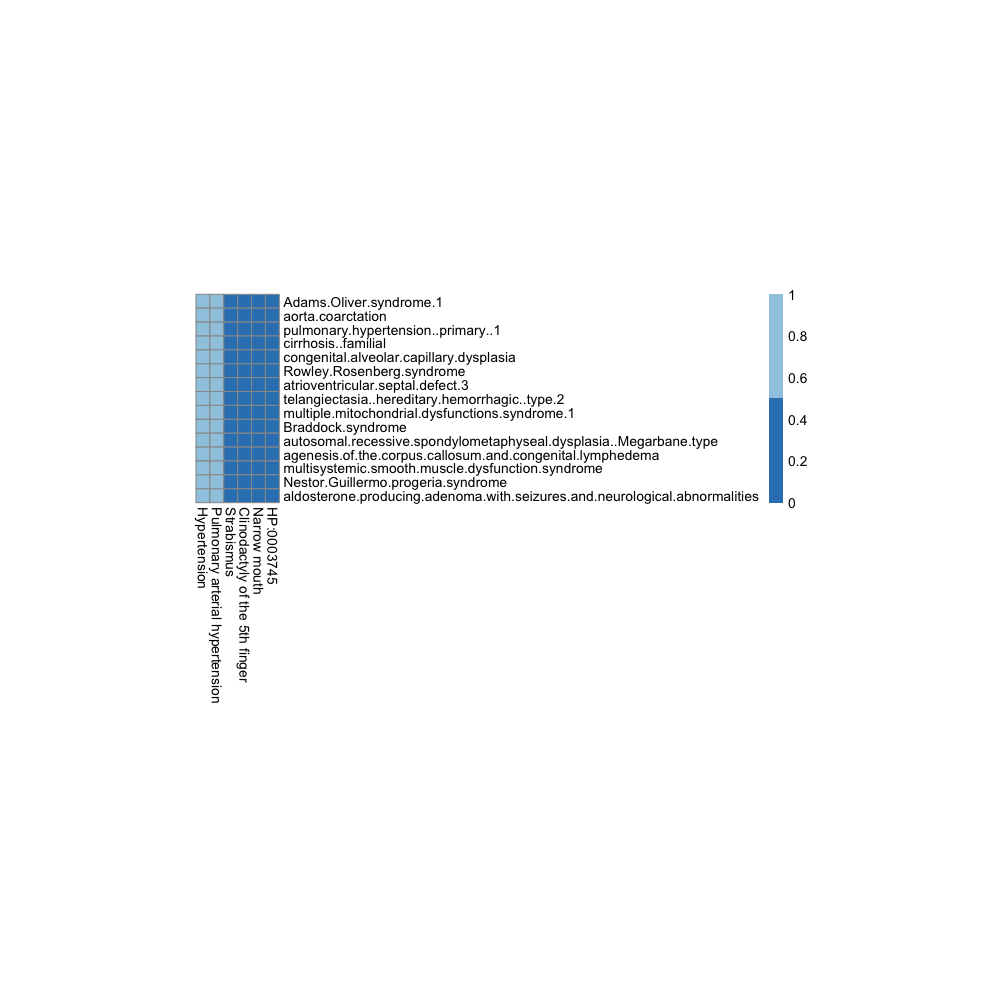 Adams.Oliver.syndrome.1
aorta.coarctation
pulmonary.hypertension..primary..1
cirrhosis..familial
congenital.alveolar.capillary.dysplasia
Rowley.Rosenberg.syndrome
atrioventricular.septal.defect.3
telangiectasia..hereditary.hemorrhagic..type.2
multiple.mitochondrial.dysfunctions.syndrome.1
Braddock.syndrome
autosomal.recessive.spondylometaphyseal.dysplasia..Megarbane.type
agenesis.of.the.corpus.callosum.and.congenital.lymphedema
multisystemic.smooth.muscle.dysfunction.syndrome
Nestor.Guillermo.progeria.syndrome
aldosterone.producing.adenoma.with.seizures.and.neurological.abnormalities
1
0.8
0.6
0.4
0.2
0
Hypertension
Pulmonary arterial hypertension
Strabismus
Clinodactyly of the 5th finger
Narrow mouth
HP:0003745